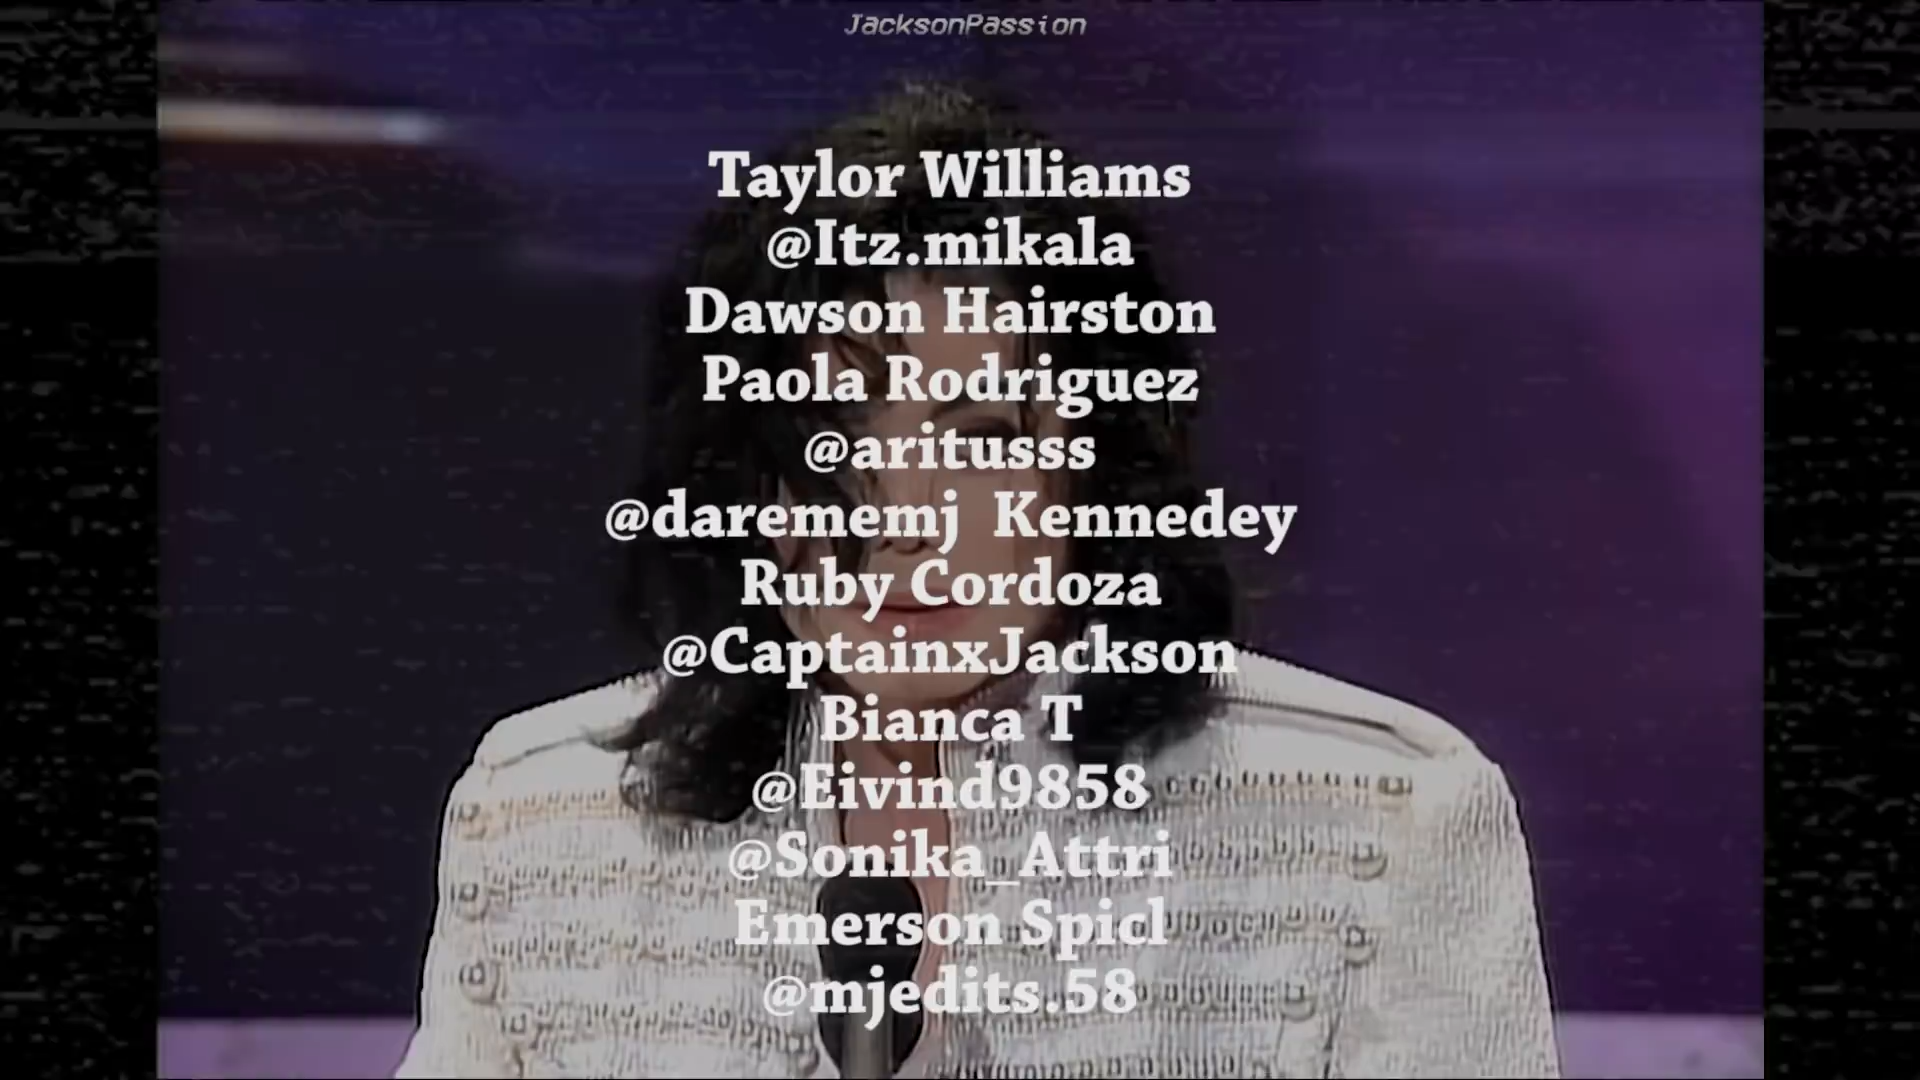 JacksonPassion
Taylor Williams
@Itz.mikala
Dawson Hairston
Paola Rodriguez
@aritusss
@darememj  Kennedey
Ruby Cordoza
@CaptainxJackson
Bianca T
@Eivind9858
@Sonika_Attri
Emerson Spicl
@mjedits.58